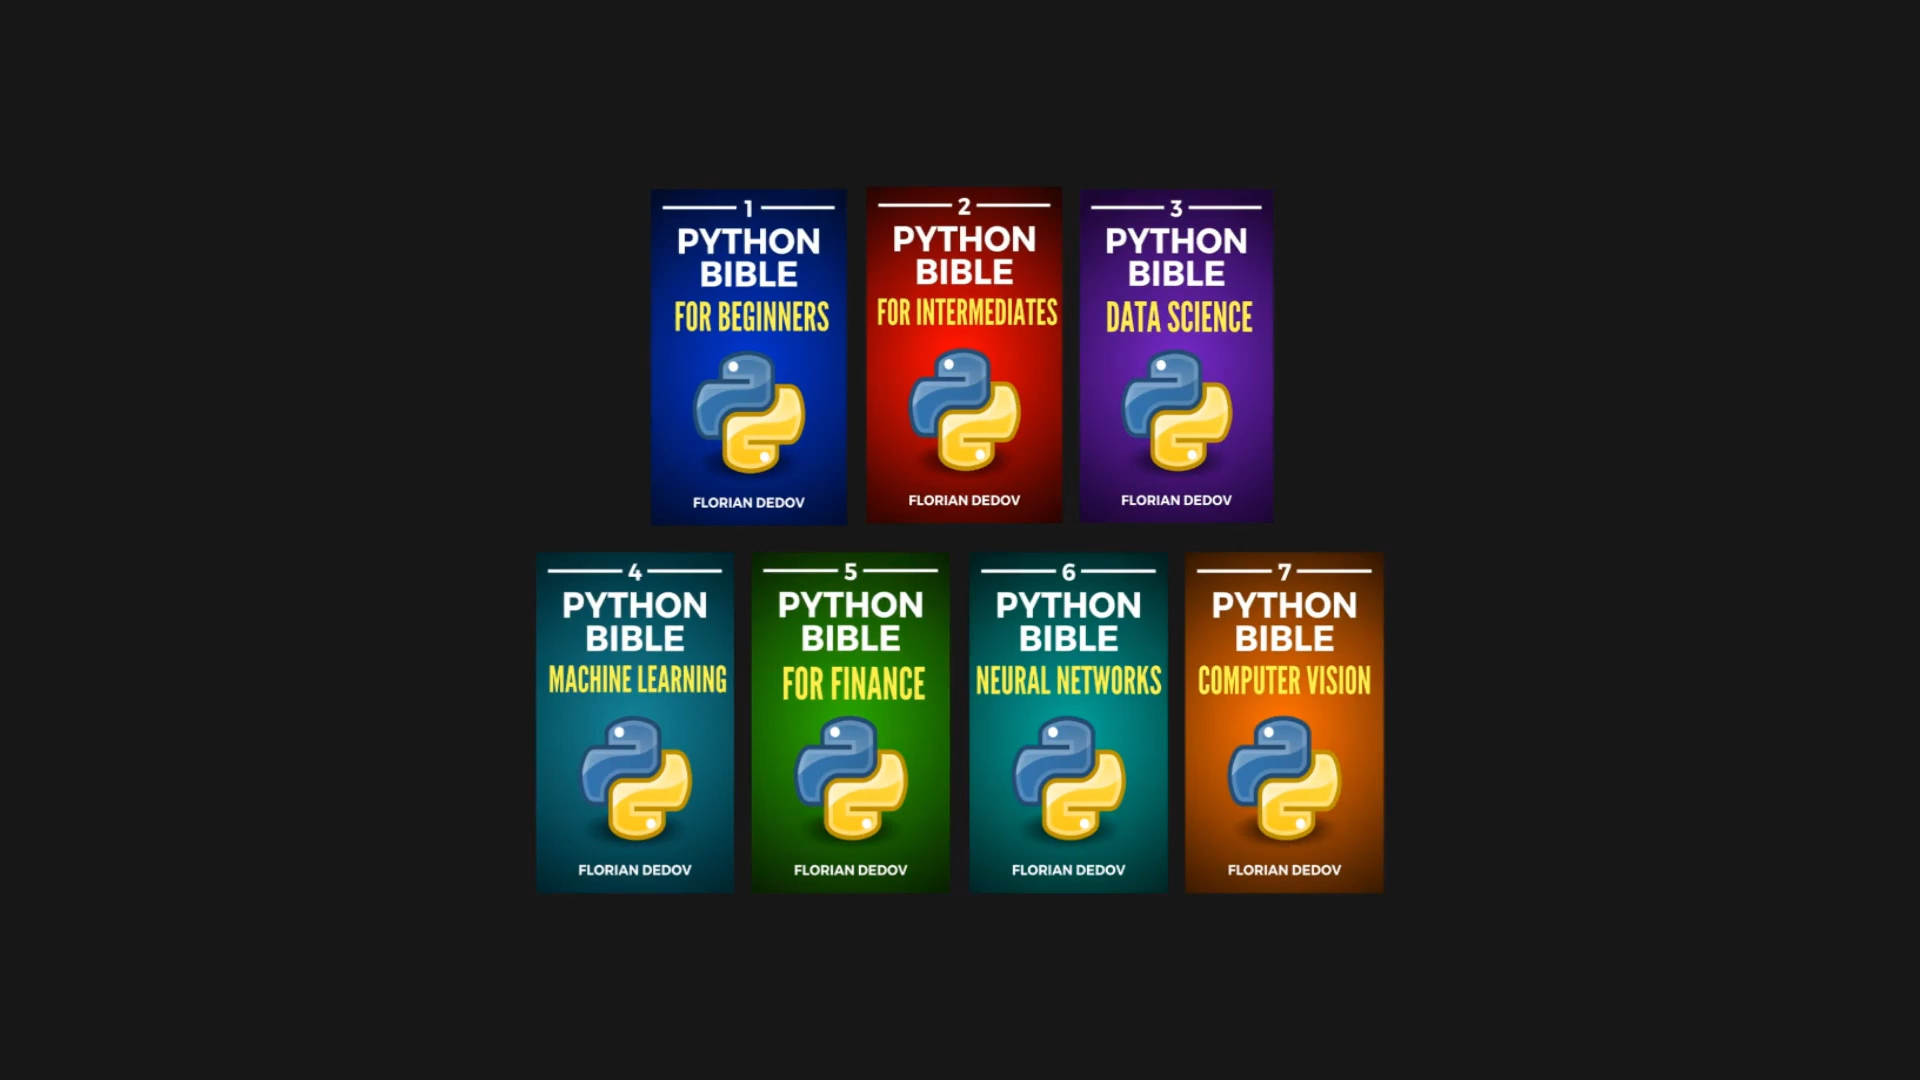 1
PYTHON
BIBLE
FOR BEGINNERS
FLORIAN DEDOV
2
PYTHON
BIBLE
FOR INTERMEDIATES
FLORIAN DEDOV
3
PYTHON
BIBLE
DATA SCIENCE
FLORIAN DEDOV
4
PYTHON
BIBLE
MACHINE LEARNING
FLORIAN DEDOV
5
PYTHON
BIBLE
FOR FINANCE
FLORIAN DEDOV
6
PYTHON
BIBLE
NEURAL NETWORKS
FLORIAN DEDOV
7
PYTHON
BIBLE
COMPUTER VISION
FLORIAN DEDOV